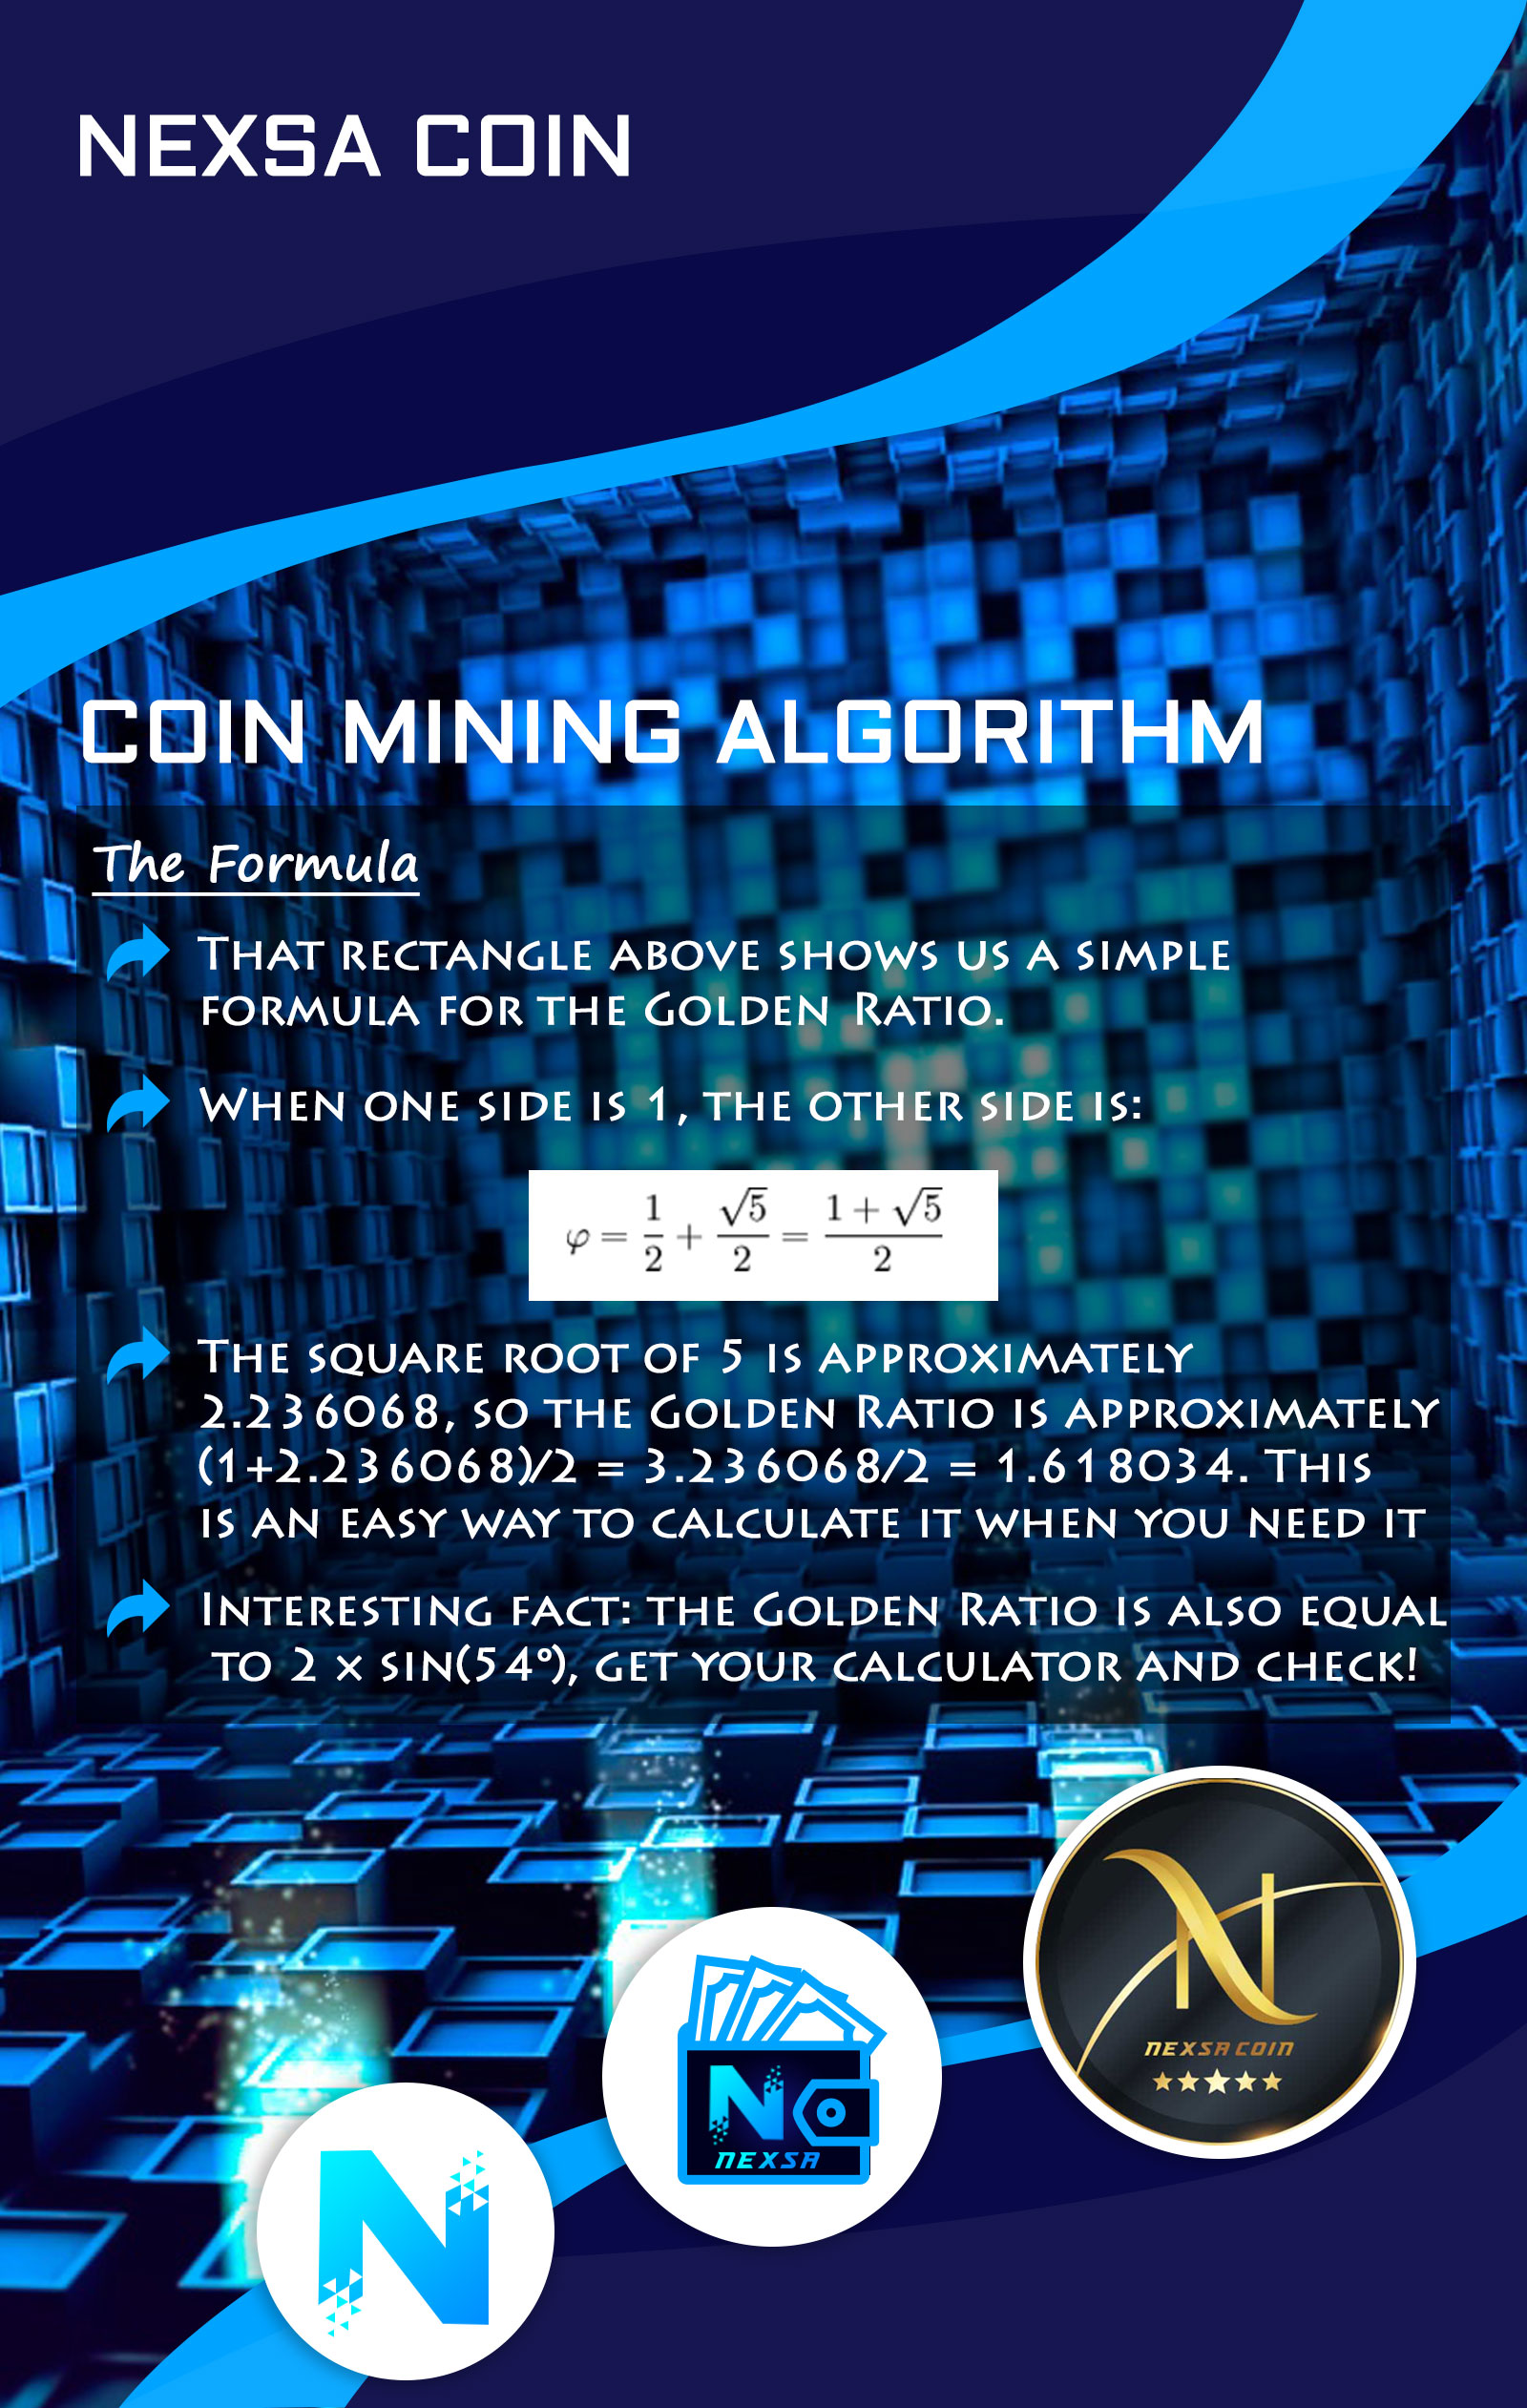 NEXSA COIN
COIN MINING ALGORITHM
The Formula
That rectangle above shows us a simple
formula for the Golden Ratio.
When one side is 1, the other side is:
φ = 1/2 + √5/2 = (1 + √5)/2
The square root of 5 is approximately
2.236068, so the Golden Ratio is approximately
(1+2.236068)/2 = 3.236068/2 = 1.618034. This
is an easy way to calculate it when you need it
Interesting fact: the Golden Ratio is also equal
to 2 × sin(54°), get your calculator and check!
N
NEXSA COIN
N
NEXSA
N